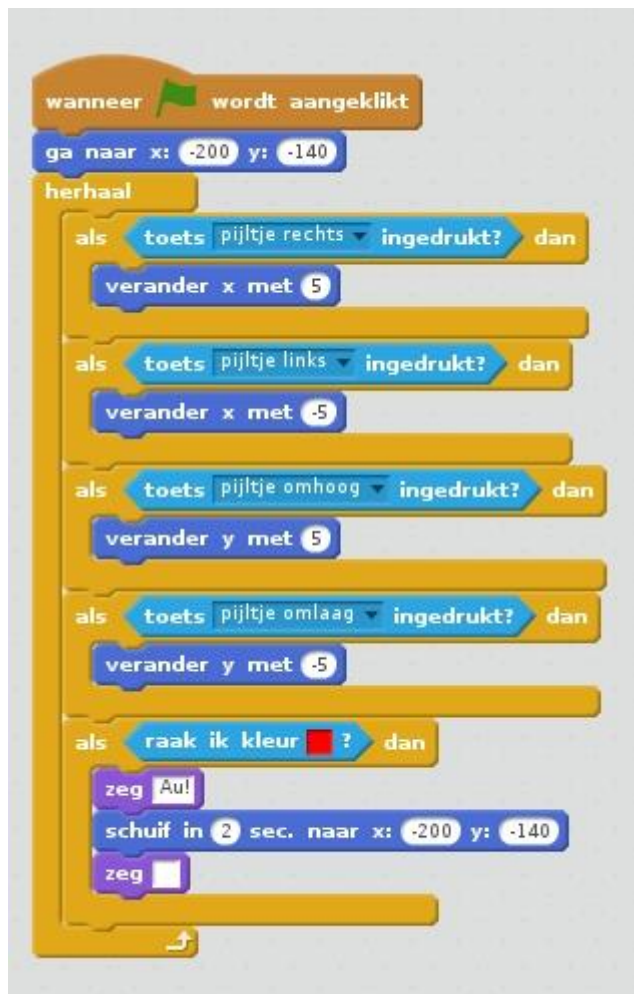 wanneer wordt aangeklikt
ga naar x: -200 y: -140
herhaal
als toets pijltje rechts ingedrukt? dan
verander x met 5
als toets pijltje links ingedrukt? dan
verander x met -5
als toets pijltje omhoog ingedrukt? dan
verander y met 5
als toets pijltje omlaag ingedrukt? dan
verander y met -5
als raak ik kleur ? dan
zeg Au!
schuif in 2 sec. naar x: -200 y: -140
zeg